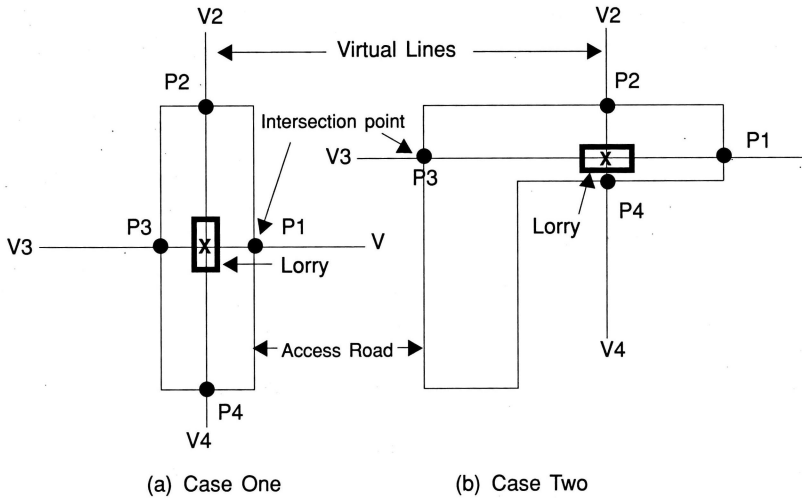 V2
V2
Virtual Lines
P2
P2
Intersection point
P1
V3
P3
X
P4
Lorry
P3
P1
V3
X
V
Lorry
Access Road
V4
P4
V4
(a) Case One
(b) Case Two